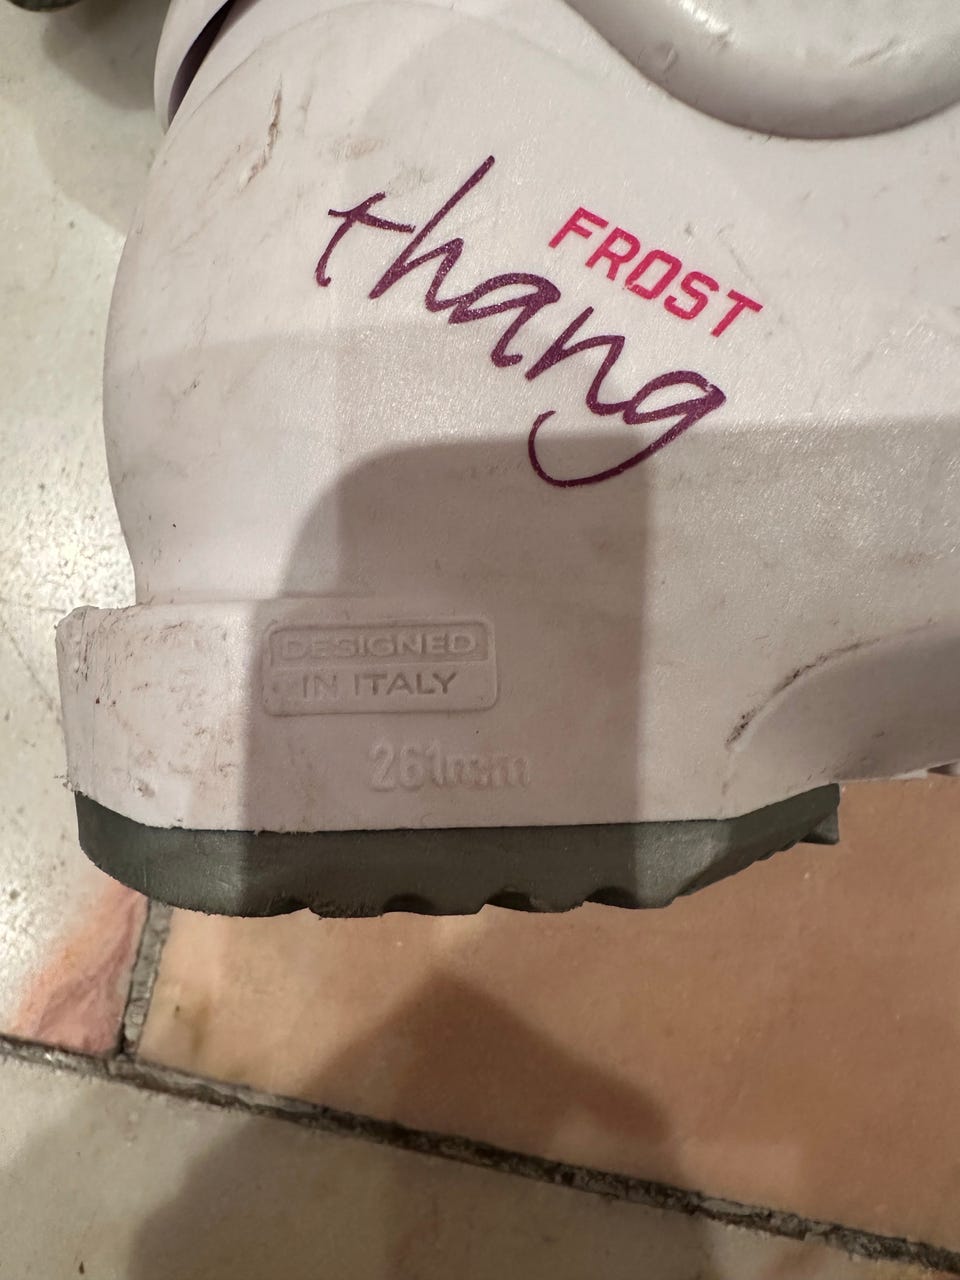 thang
FROST
DESIGNED
IN ITALY
261mm